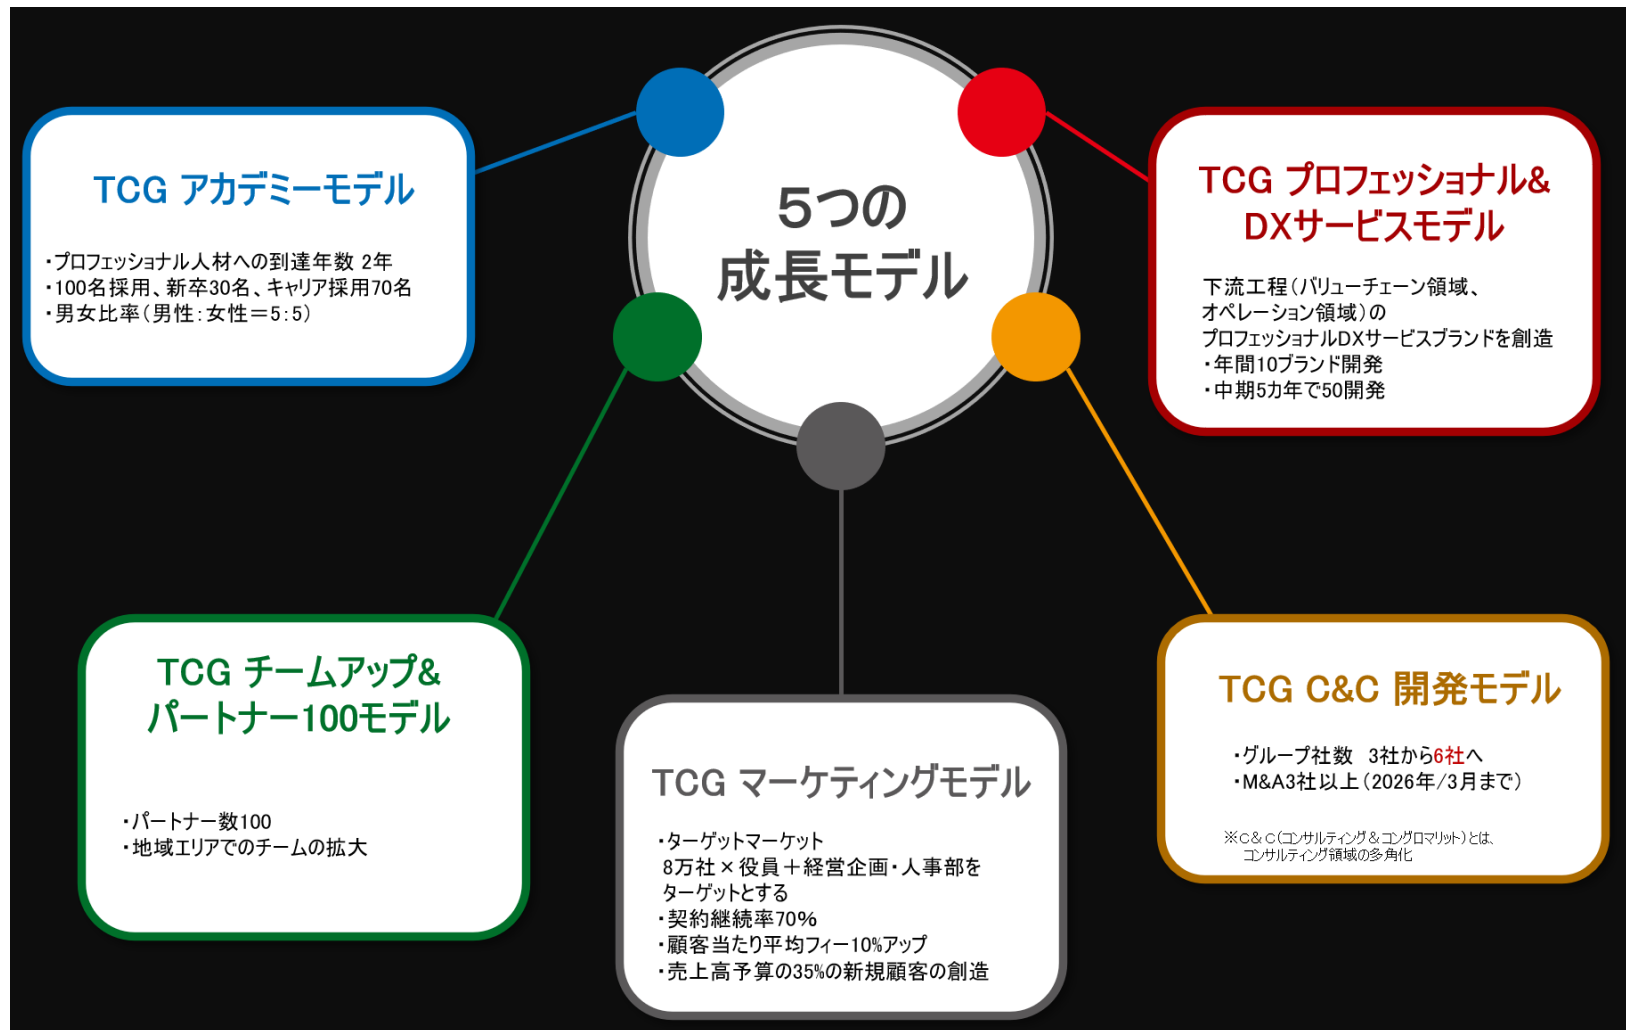 5つの
成長モデル
TCG アカデミーモデル
・プロフェッショナル人材への到達年数 2年
・100名採用、新卒30名、キャリア採用70名
・男女比率(男性:女性=5:5)
TCG プロフェッショナル&
DXサービスモデル
下流工程(バリューチェーン領域、
オペレーション領域)の
プロフェッショナルDXサービスブランドを創造
・年間10ブランド開発
・中期5カ年で50開発
TCG チームアップ&
パートナー100モデル
・パートナー数100
・地域エリアでのチームの拡大
TCG マーケティングモデル
・ターゲットマーケット
8万社×役員+経営企画・人事部を
ターゲットとする
・契約継続率70%
・顧客当たり平均フィー10%アップ
・売上高予算の35%の新規顧客の創造
TCG C&C 開発モデル
・グループ社数 3社から6社へ
・M&A3社以上(2026年/3月まで)
※C&C(コンサルティング&コングロマリット)とは、
コンサルティング領域の多角化